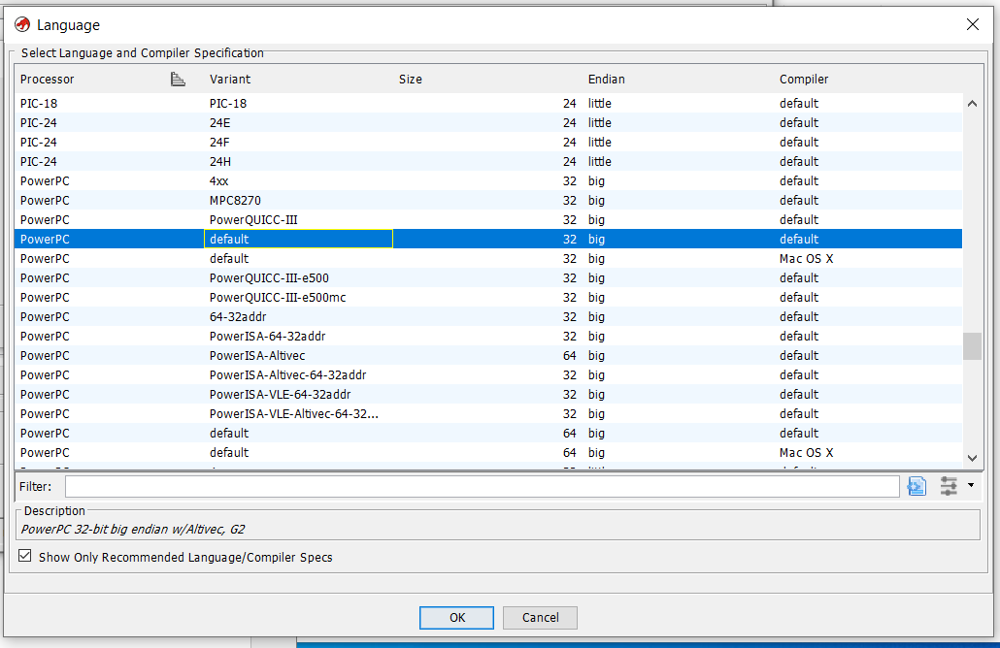 Language
Select Language and Compiler Specification
Processor Variant Size Endian Compiler
PIC-18 PIC-18 24 little default
PIC-24 24E 24 little default
PIC-24 24F 24 little default
PIC-24 24H 24 little default
PowerPC 4xx 32 big default
PowerPC MPC8270 32 big default
PowerPC PowerQUICC-III 32 big default
PowerPC default 32 big default
PowerPC default 32 big Mac OS X
PowerPC PowerQUICC-III-e500 32 big default
PowerPC PowerQUICC-III-e500mc 32 big default
PowerPC 64-32addr 32 big default
PowerPC PowerISA-64-32addr 32 big default
PowerPC PowerISA-Altivec 64 big default
PowerPC PowerISA-Altivec-64-32addr 32 big default
PowerPC PowerISA-VLE-64-32addr 32 big default
PowerPC PowerISA-VLE-Altivec-64-32... 32 big default
PowerPC default 64 big default
PowerPC default 64 big Mac OS X
Filter:
Description
PowerPC 32-bit big endian w/Altivec, G2
Show Only Recommended Language/Compiler Specs
OK Cancel